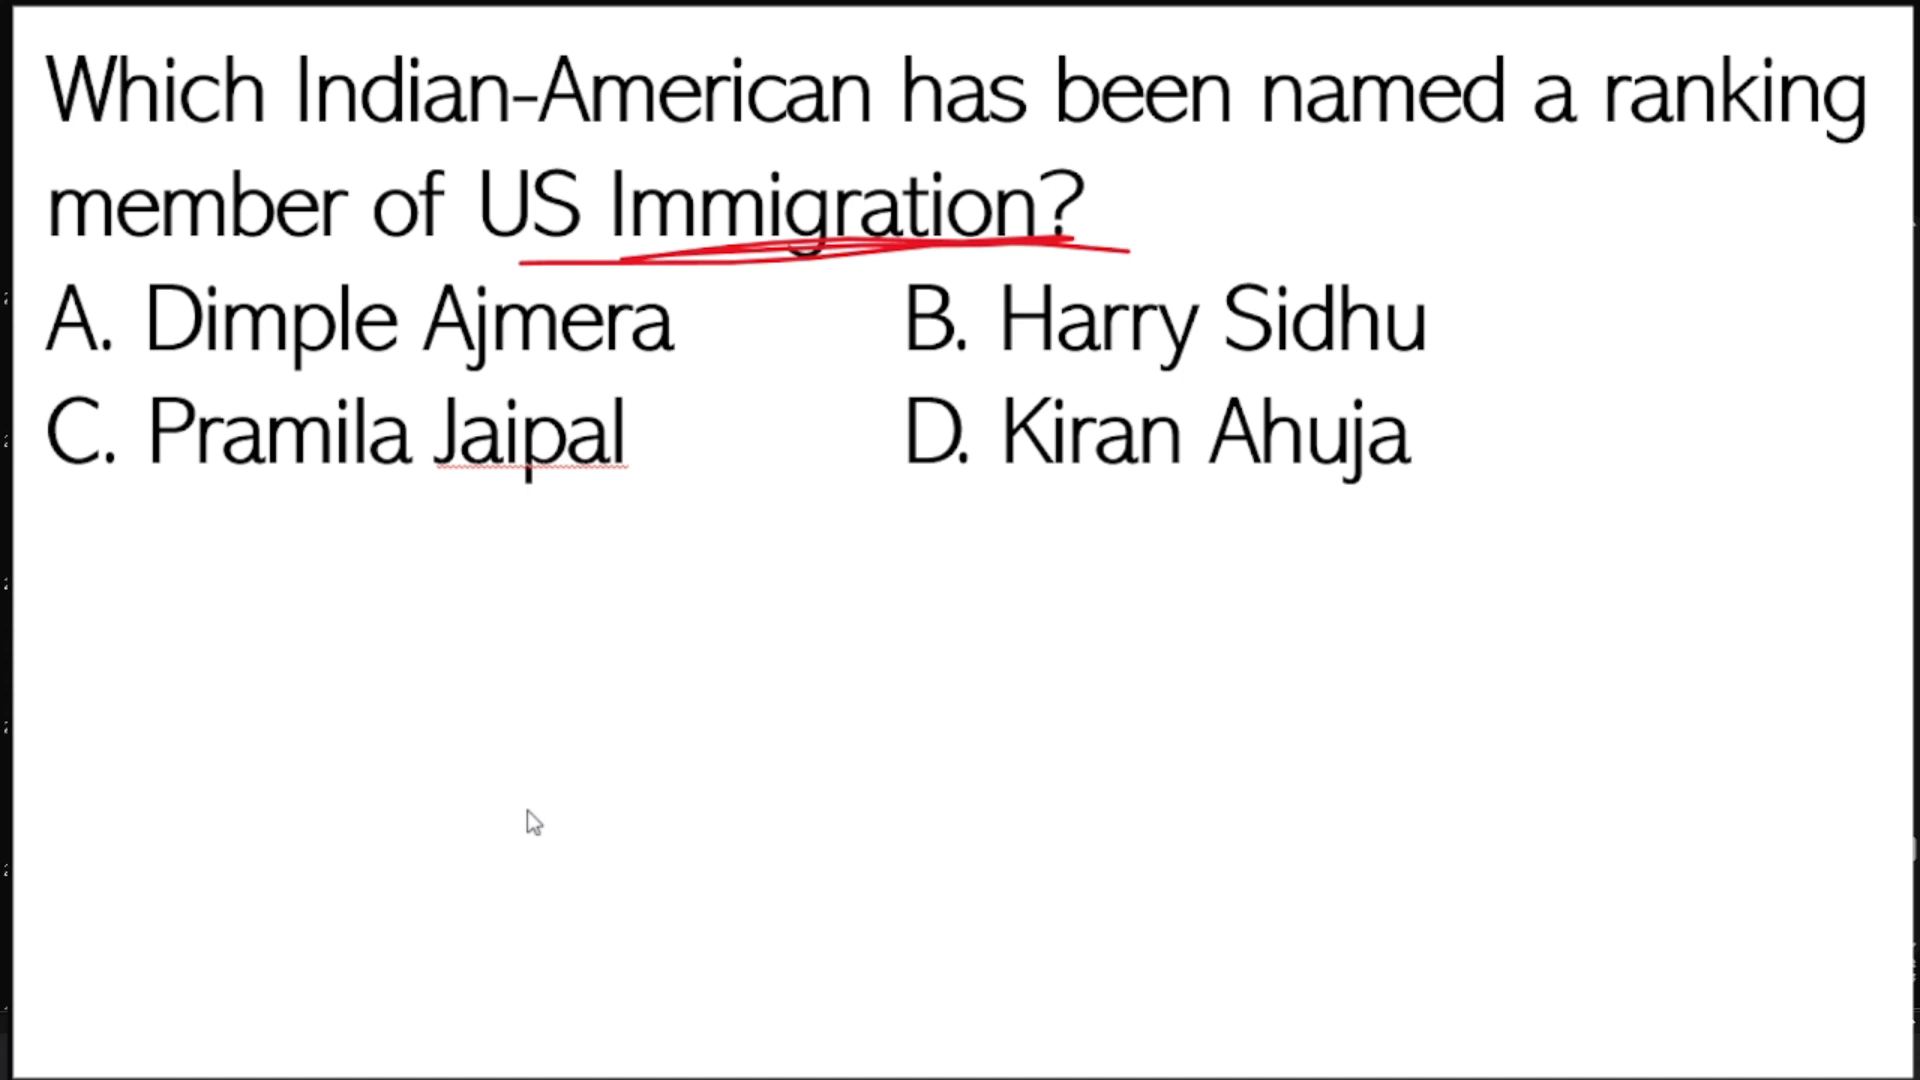 Which Indian-American has been named a ranking
member of US Immigration?
A. Dimple Ajmera B. Harry Sidhu
C. Pramila Jaipal D. Kiran Ahuja